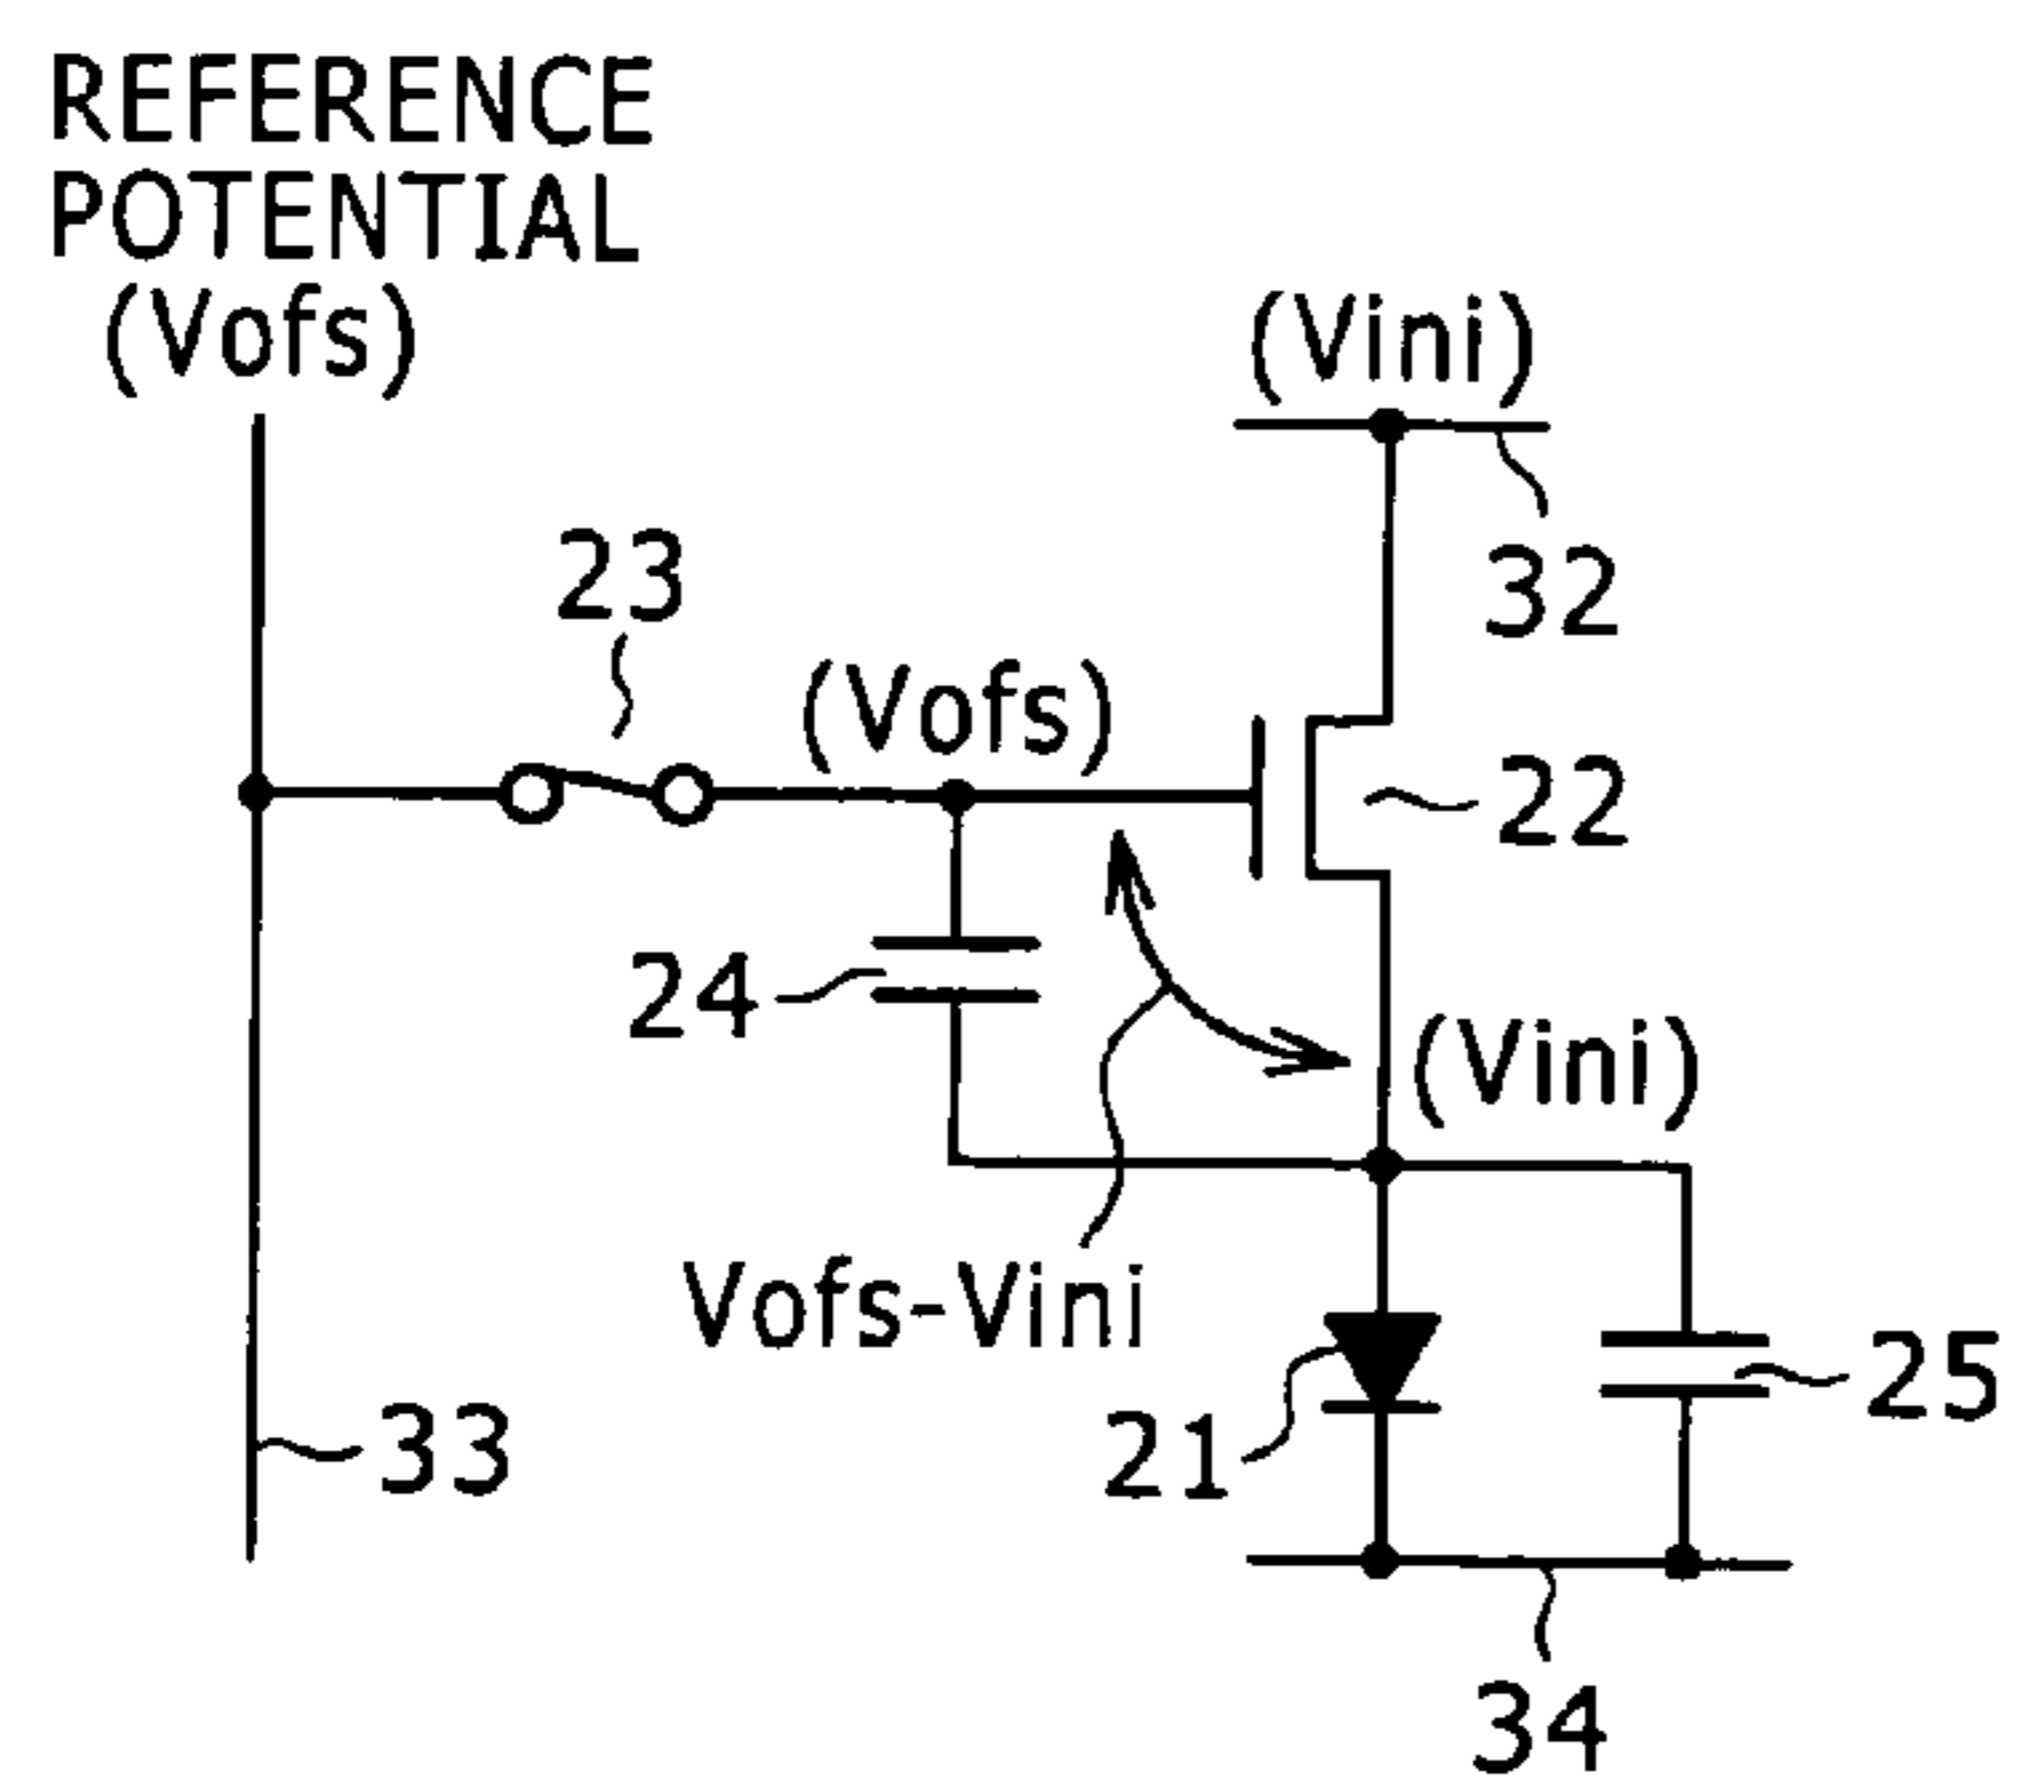 REFERENCE
POTENTIAL
(Vofs)
(Vini)
32
23
(Vofs)
22
24
(Vini)
Vofs-Vini
25
21
33
34